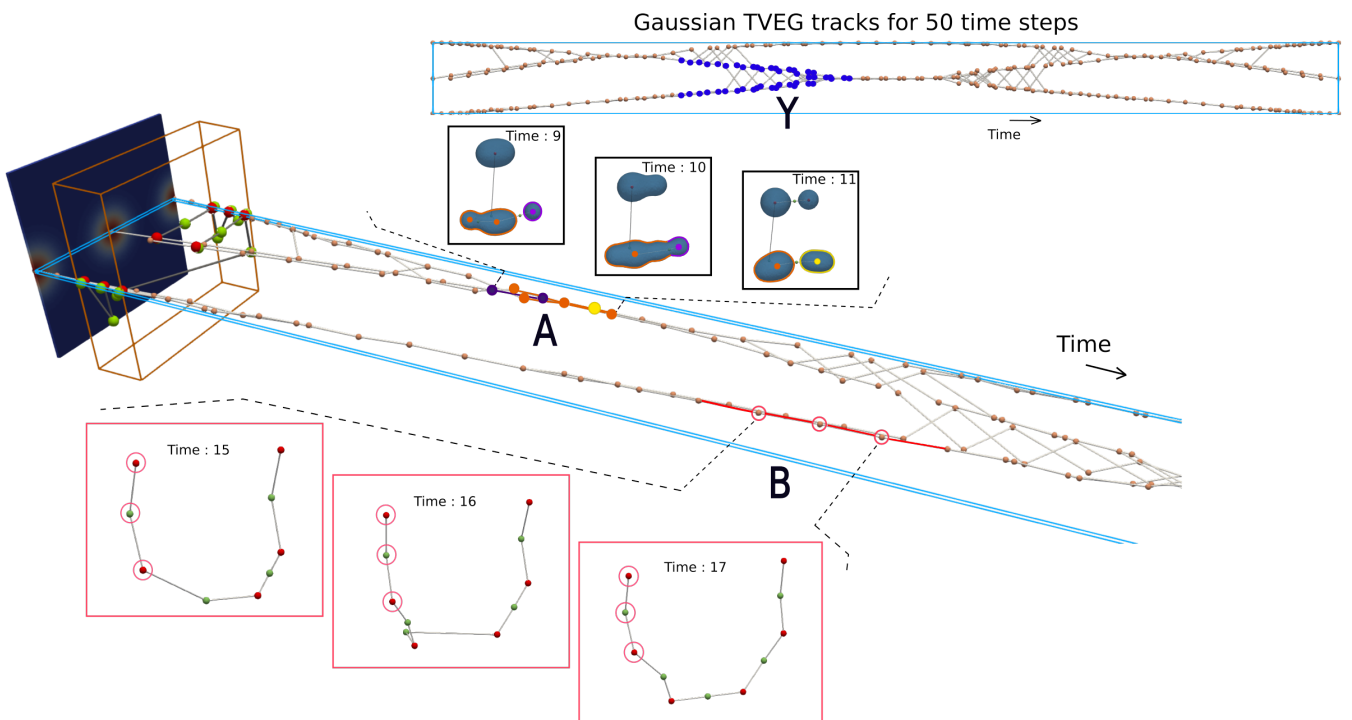 Gaussian TVEG tracks for 50 time steps
Y
Time
Time : 9
Time : 10
Time : 11
A
Time
B
Time : 15
Time : 16
Time : 17